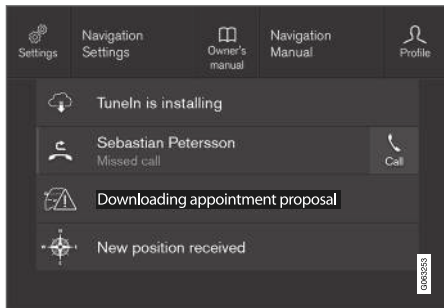 Settings
Navigation
Settings
Owner's
manual
Navigation
Manual
Profile
TuneIn is installing
Sebastian Petersson
Missed call
Call
Downloading appointment proposal
New position received
G063253